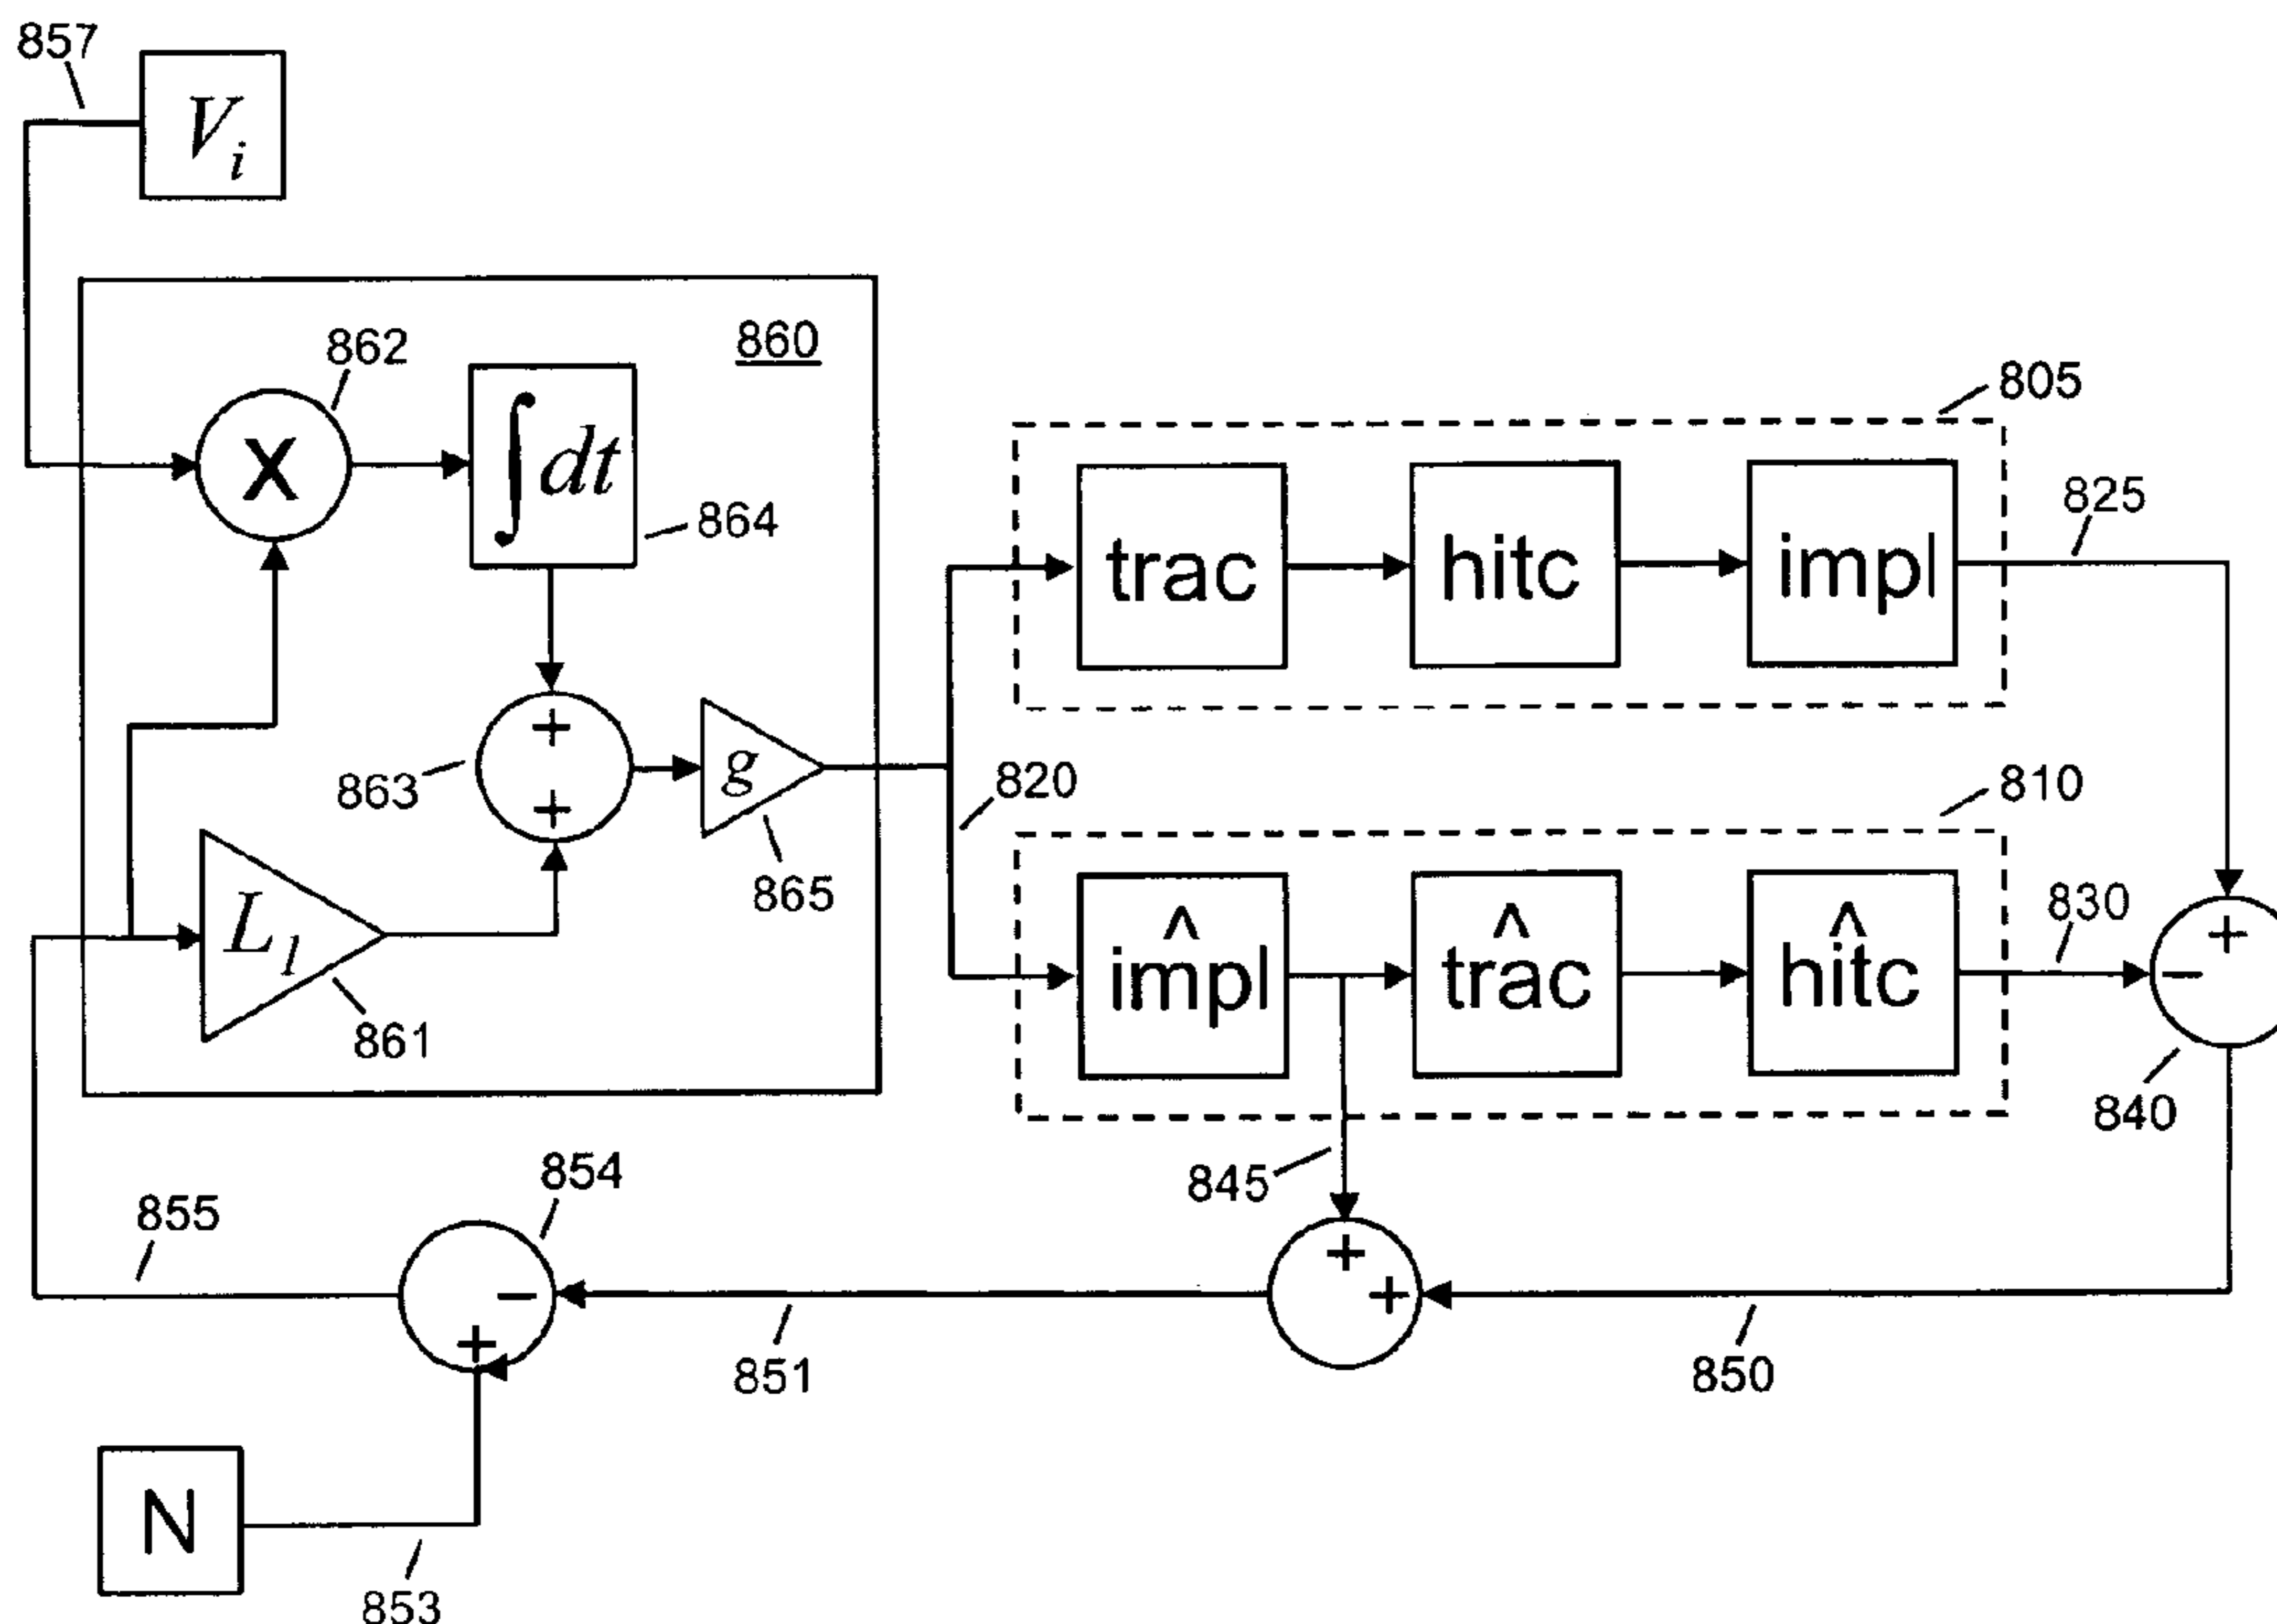 857
V i
862
860
X
∫dt
864
805
trac
hitc
impl
825
+
+
863
g
865
820
810
L l
861
^ impl
^ trac
^ hitc
830
+
−
840
845
854
855
−
+
851
+
+
850
N
853